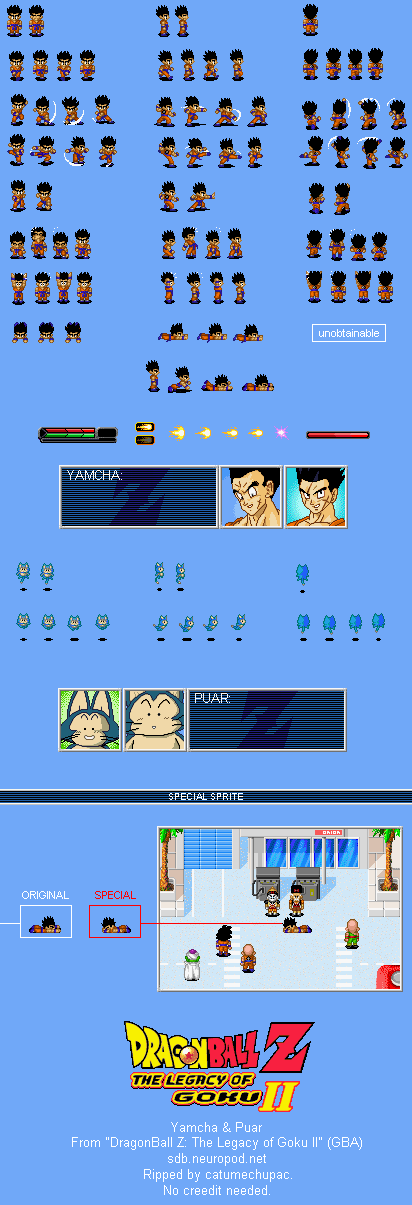 unobtainable
YAMCHA:
PUAR:
SPECIAL SPRITE
ORIGINAL
SPECIAL
DRAGONBALL Z
THE LEGACY OF
GOKU II
Yamcha & Puar
From "DragonBall Z: The Legacy of Goku II" (GBA)
sdb.neuropod.net
Ripped by catumechupac.
No creedit needed.